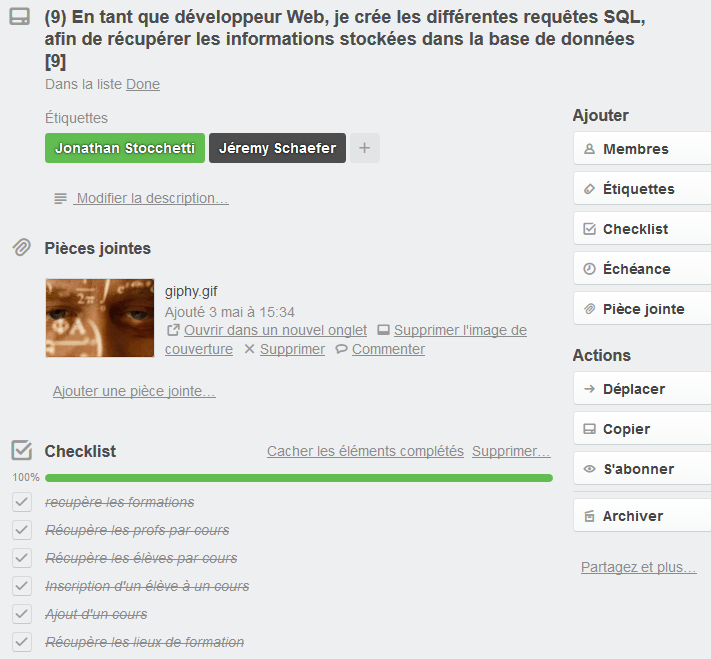 (9) En tant que développeur Web, je crée les différentes requêtes SQL,
afin de récupérer les informations stockées dans la base de données
[9]
Dans la liste Done
Étiquettes
Jonathan Stocchetti Jéremy Schaefer +
Modifier la description…
Pièces jointes
2π
ΦΑ
giphy.gif
Ajouté 3 mai à 15:34
Ouvrir dans un nouvel onglet Supprimer l'image de
couverture Supprimer Commenter
Ajouter une pièce jointe…
Checklist Cacher les éléments complétés Supprimer…
100%
recupère les formations
Récupère les profs par cours
Récupère les élèves par cours
Inscription d'un élève à un cours
Ajout d'un cours
Récupère les lieux de formation
Ajouter
Membres
Étiquettes
Checklist
Échéance
Pièce jointe
Actions
Déplacer
Copier
S'abonner
Archiver
Partagez et plus…